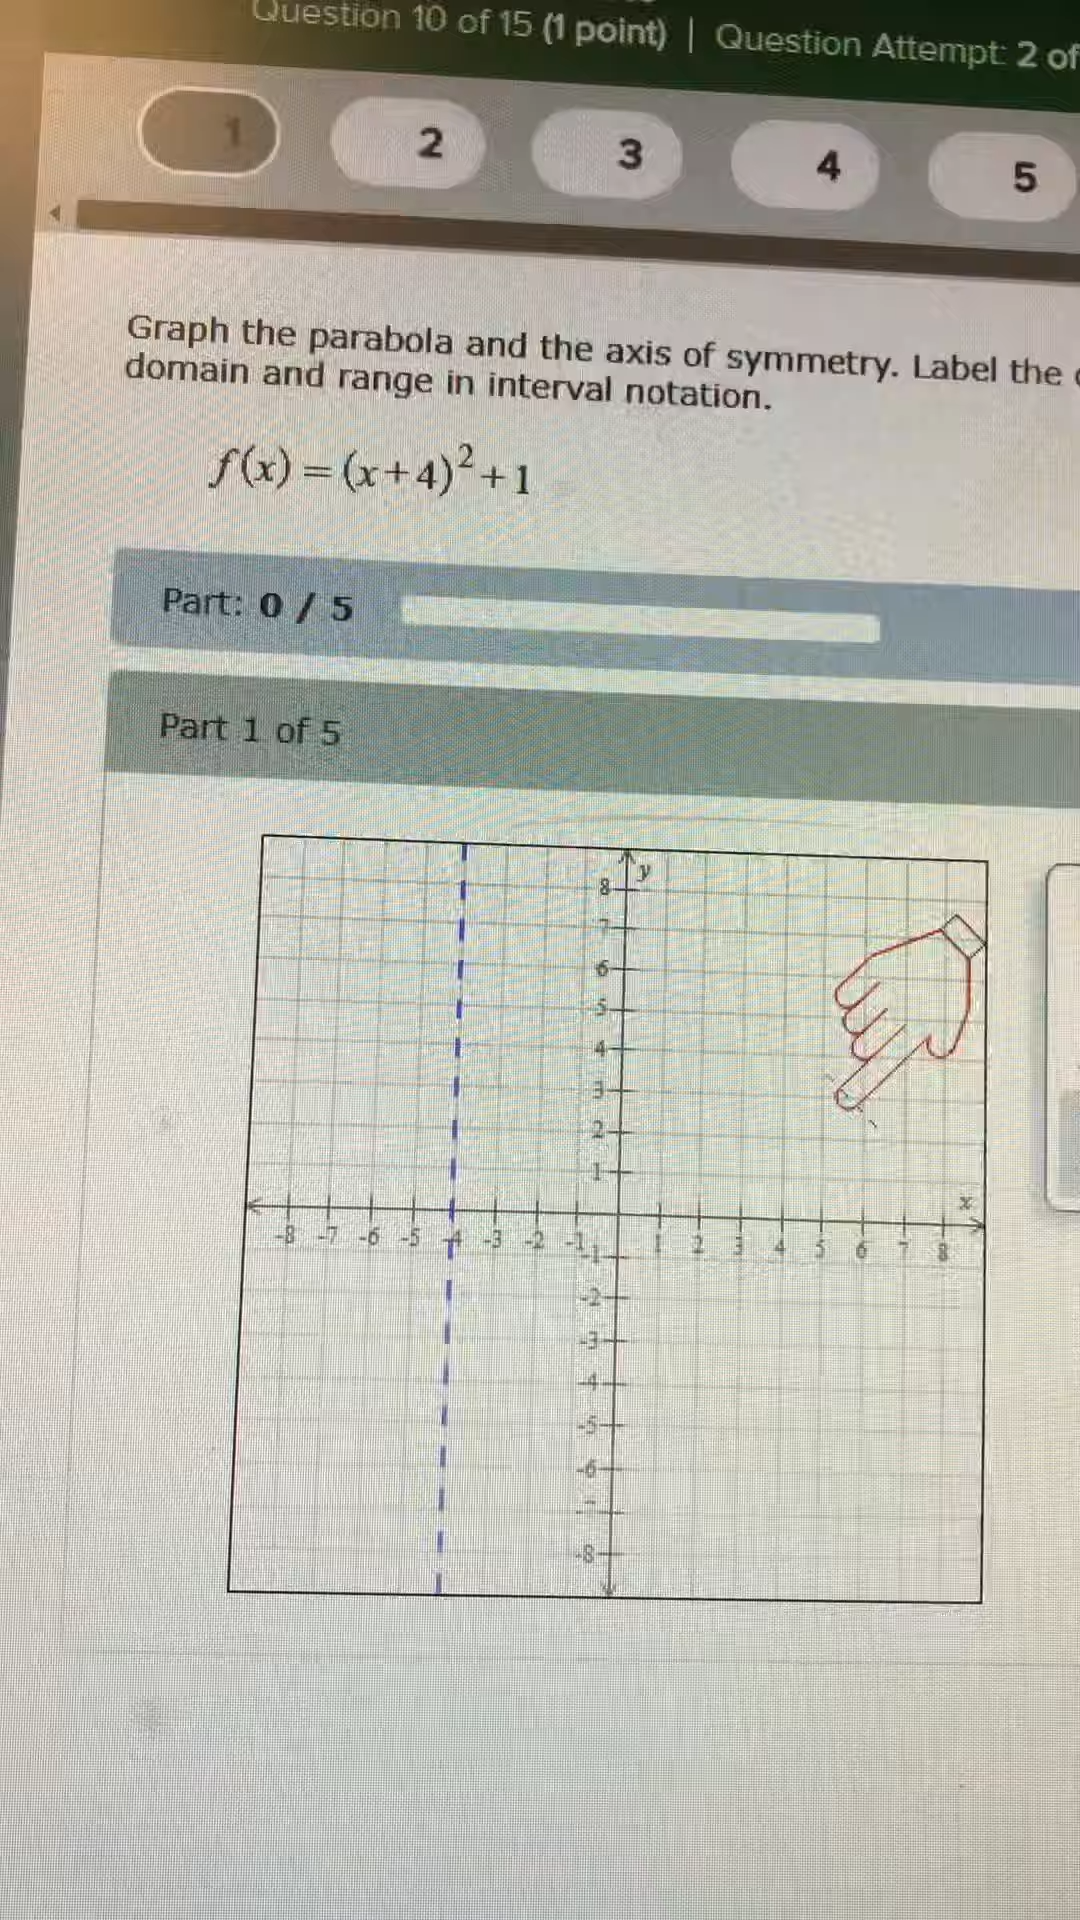 Question 10 of 15 (1 point) | Question Attempt: 2 of
1 2 3 4 5
Graph the parabola and the axis of symmetry. Label the
domain and range in interval notation.
f(x) = (x+4)² + 1
Part: 0 / 5
Part 1 of 5
y
8
7
6
5
4
3
2
1
x
-8 -7 -6 -5 -4 -3 -2 -1 1 2 3 4 5 6 7 8
-1
-2
-3
-4
-5
-6
-8